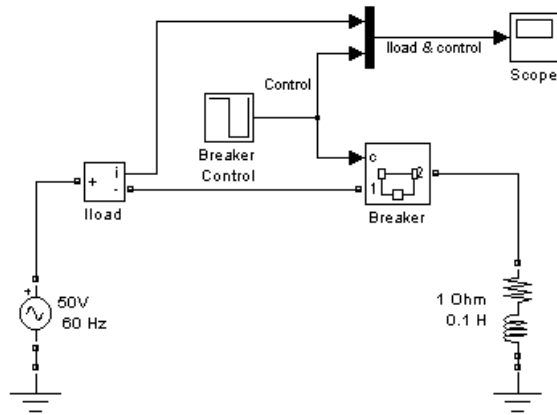 Iload & control
Scope
Control
Breaker
Control
i
+
-
Iload
c
1
2
Breaker
+
50V
60 Hz
1 Ohm
0.1 H